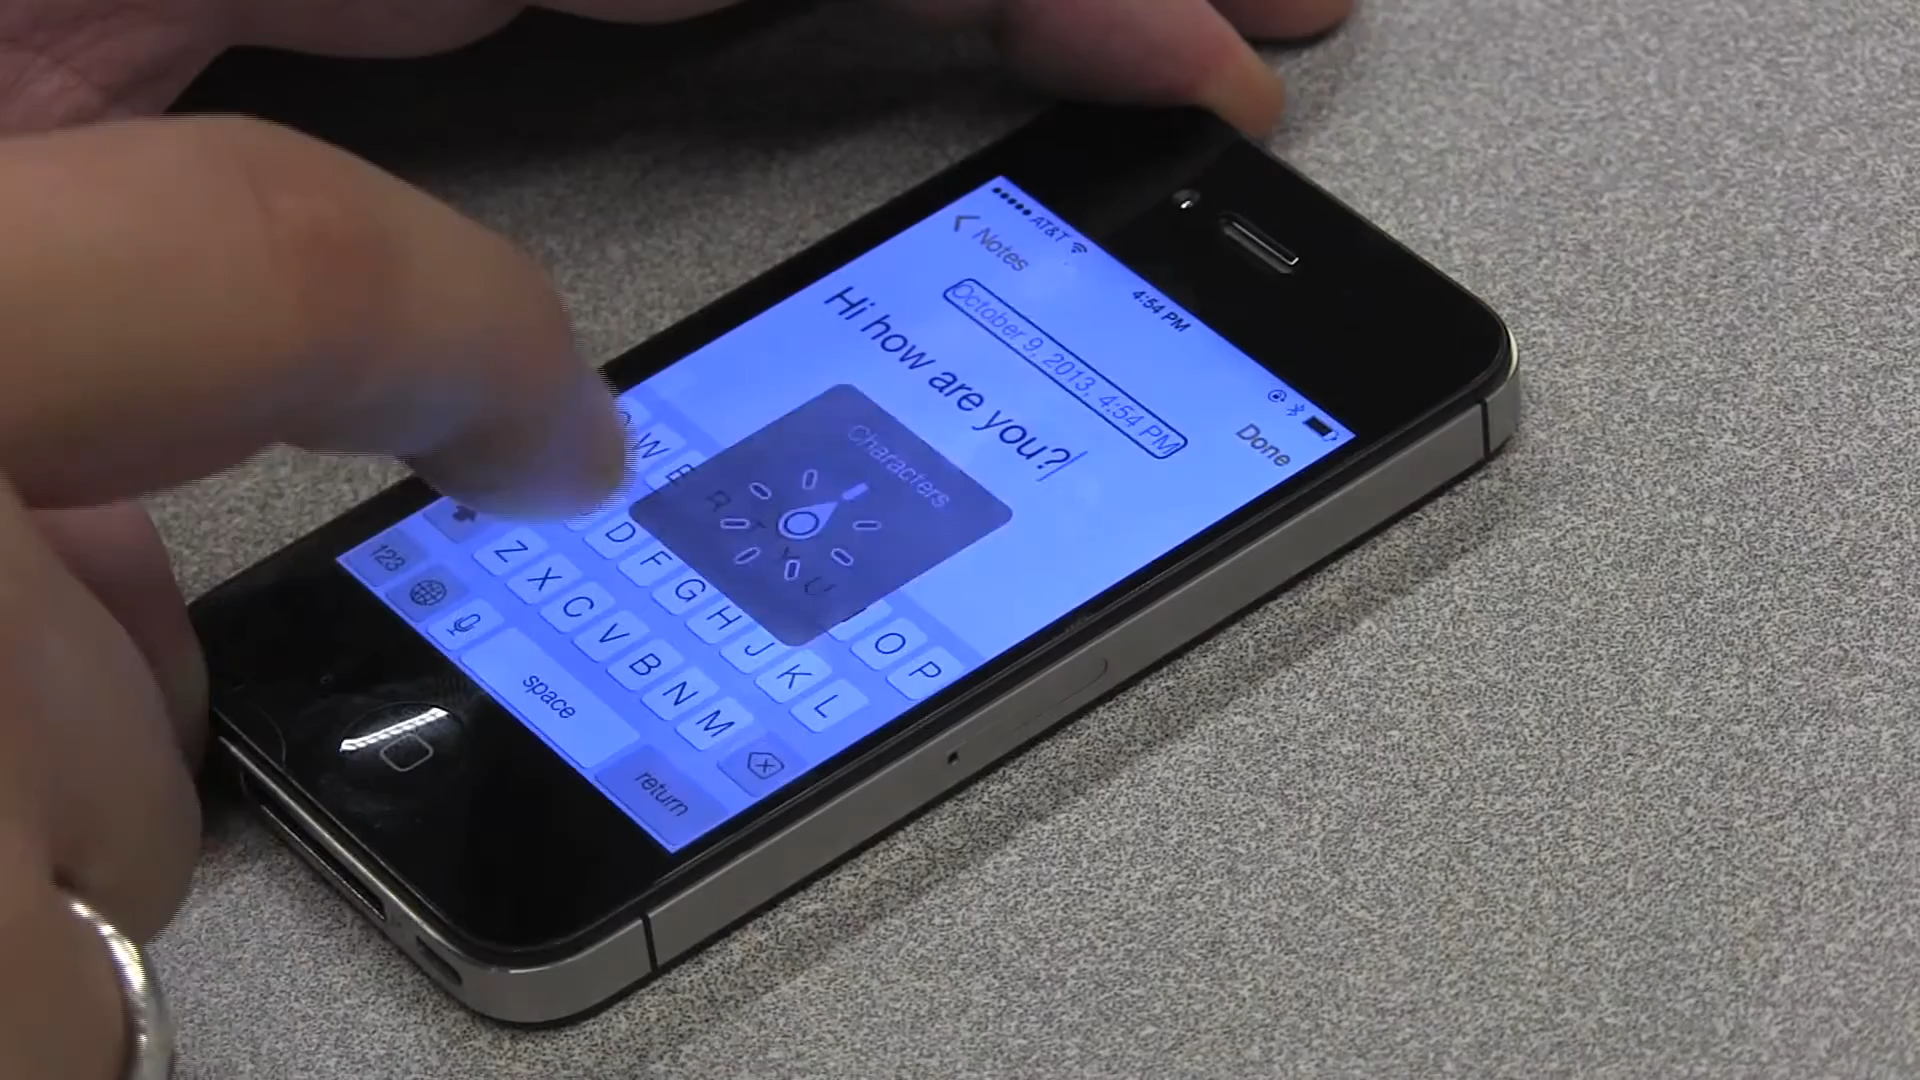 AT&T 4:54 PM
Notes Done
October 9, 2013, 4:54 PM
Hi how are you?
Characters
W E R T Y U O P
D F G H J K L
Z X C V B N M
123 space return